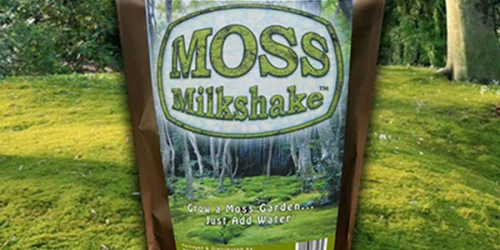 MOSS
Milkshake™
Grow a Moss Garden...
Just Add Water